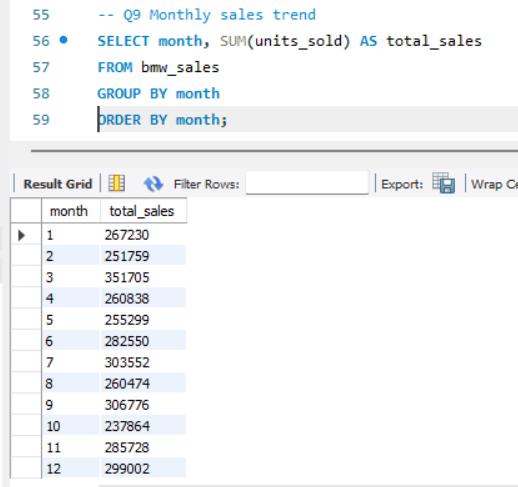 55 -- Q9 Monthly sales trend
56 SELECT month, SUM(units_sold) AS total_sales
57 FROM bmw_sales
58 GROUP BY month
59 ORDER BY month;
Result Grid Filter Rows: Export: Wrap Ce
month total_sales
1 267230
2 251759
3 351705
4 260838
5 255299
6 282550
7 303552
8 260474
9 306776
10 237864
11 285728
12 299002